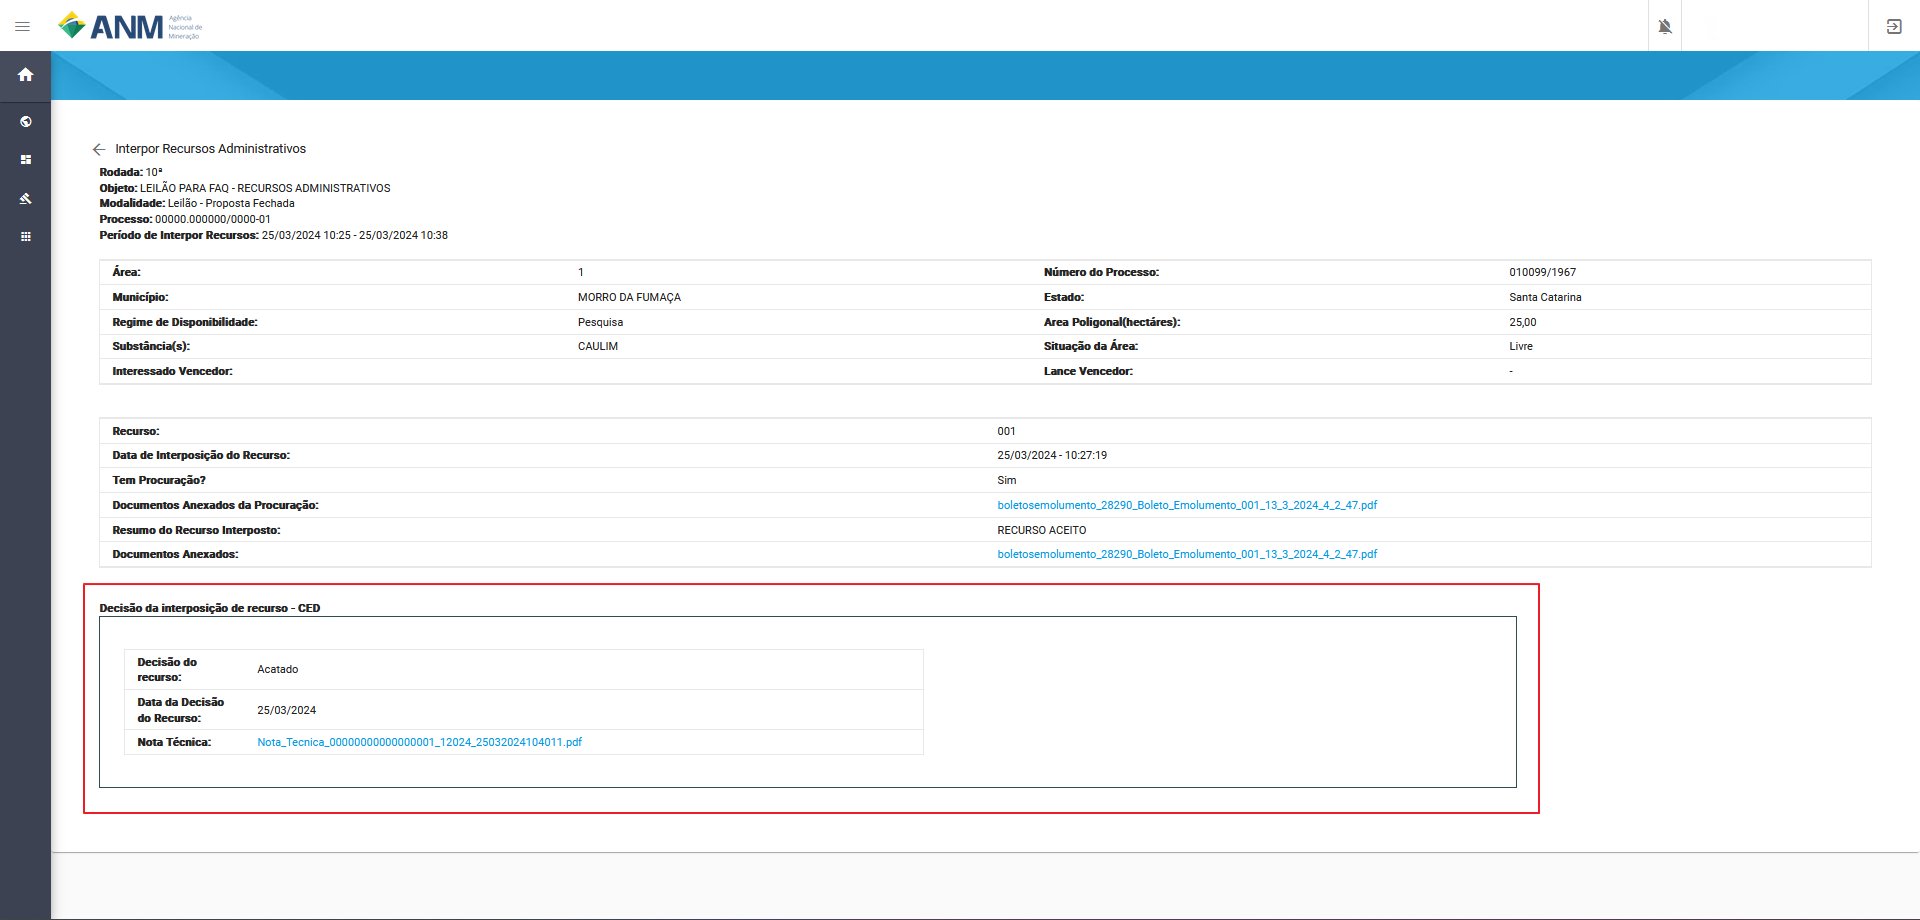 ANM Agência Nacional de Mineração
Interpor Recursos Administrativos
Rodada: 10ª
Objeto: LEILÃO PARA FAQ - RECURSOS ADMINISTRATIVOS
Modalidade: Leilão - Proposta Fechada
Processo: 00000.000000/0000-01
Período de Interpor Recursos: 25/03/2024 10:25 - 25/03/2024 10:38
Área: 1 Número do Processo: 010099/1967
Município: MORRO DA FUMAÇA Estado: Santa Catarina
Regime de Disponibilidade: Pesquisa Area Poligonal(hectáres): 25,00
Substância(s): CAULIM Situação da Área: Livre
Interessado Vencedor: Lance Vencedor: -
Recurso: 001
Data de Interposição do Recurso: 25/03/2024 - 10:27:19
Tem Procuração? Sim
Documentos Anexados da Procuração: boletosemolumento_28290_Boleto_Emolumento_001_13_3_2024_4_2_47.pdf
Resumo do Recurso Interposto: RECURSO ACEITO
Documentos Anexados: boletosemolumento_28290_Boleto_Emolumento_001_13_3_2024_4_2_47.pdf
Decisão da interposição de recurso - CED
Decisão do
recurso: Acatado
Data da Decisão
do Recurso: 25/03/2024
Nota Técnica: Nota_Tecnica_00000000000000001_12024_25032024104011.pdf